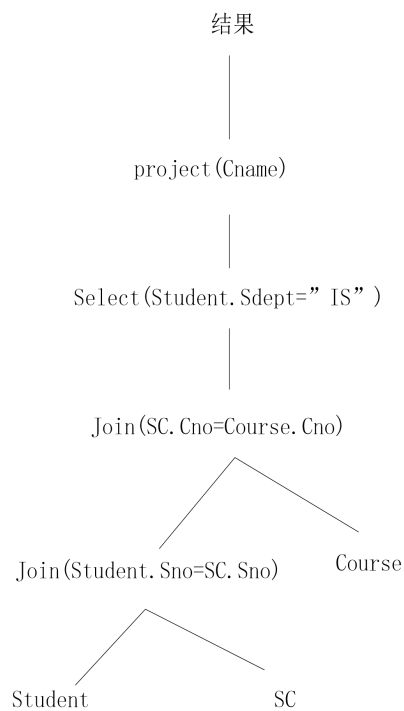 结果
project(Cname)
Select(Student.Sdept=”IS”)
Join(SC.Cno=Course.Cno)
Join(Student.Sno=SC.Sno)
Course
Student
SC